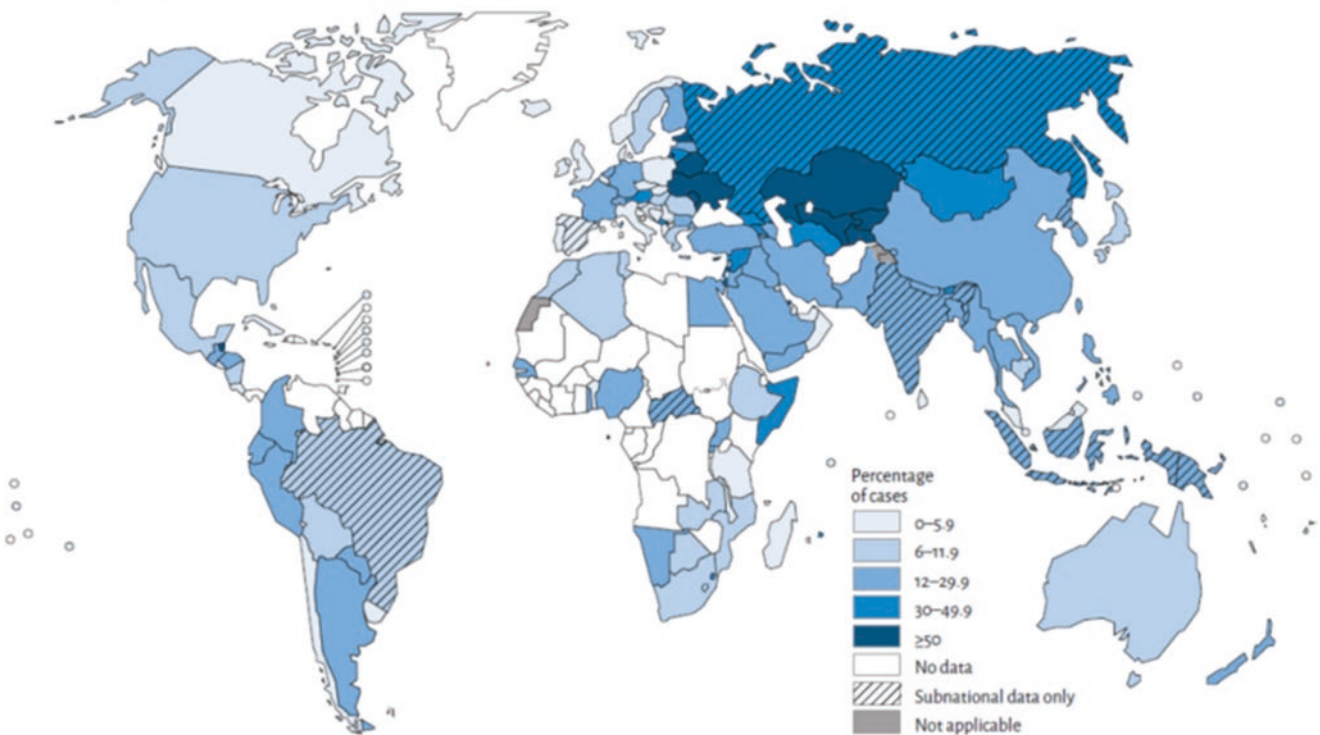 Percentage
of cases
0–5.9
6–11.9
12–29.9
30–49.9
≥50
No data
Subnational data only
Not applicable